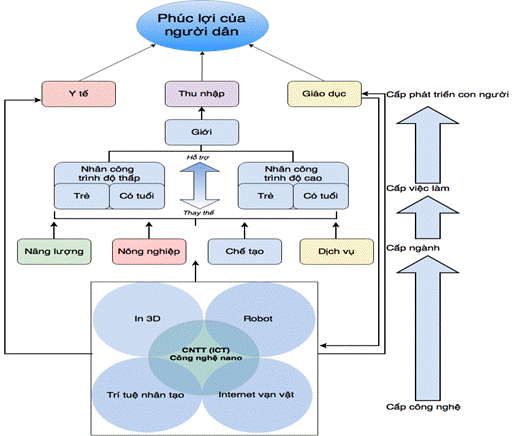 Phúc lợi của
người dân
Y tế
Thu nhập
Giáo dục
Cấp phát triển con người
Giới
Hỗ trợ
Nhân công
trình độ thấp
Trẻ
Có tuổi
Nhân công
trình độ cao
Trẻ
Có tuổi
Cấp việc làm
Thay thế
Năng lượng
Nông nghiệp
Chế tạo
Dịch vụ
Cấp ngành
In 3D
Robot
CNTT (ICT)
Công nghệ nano
Trí tuệ nhân tạo
Internet vạn vật
Cấp công nghệ